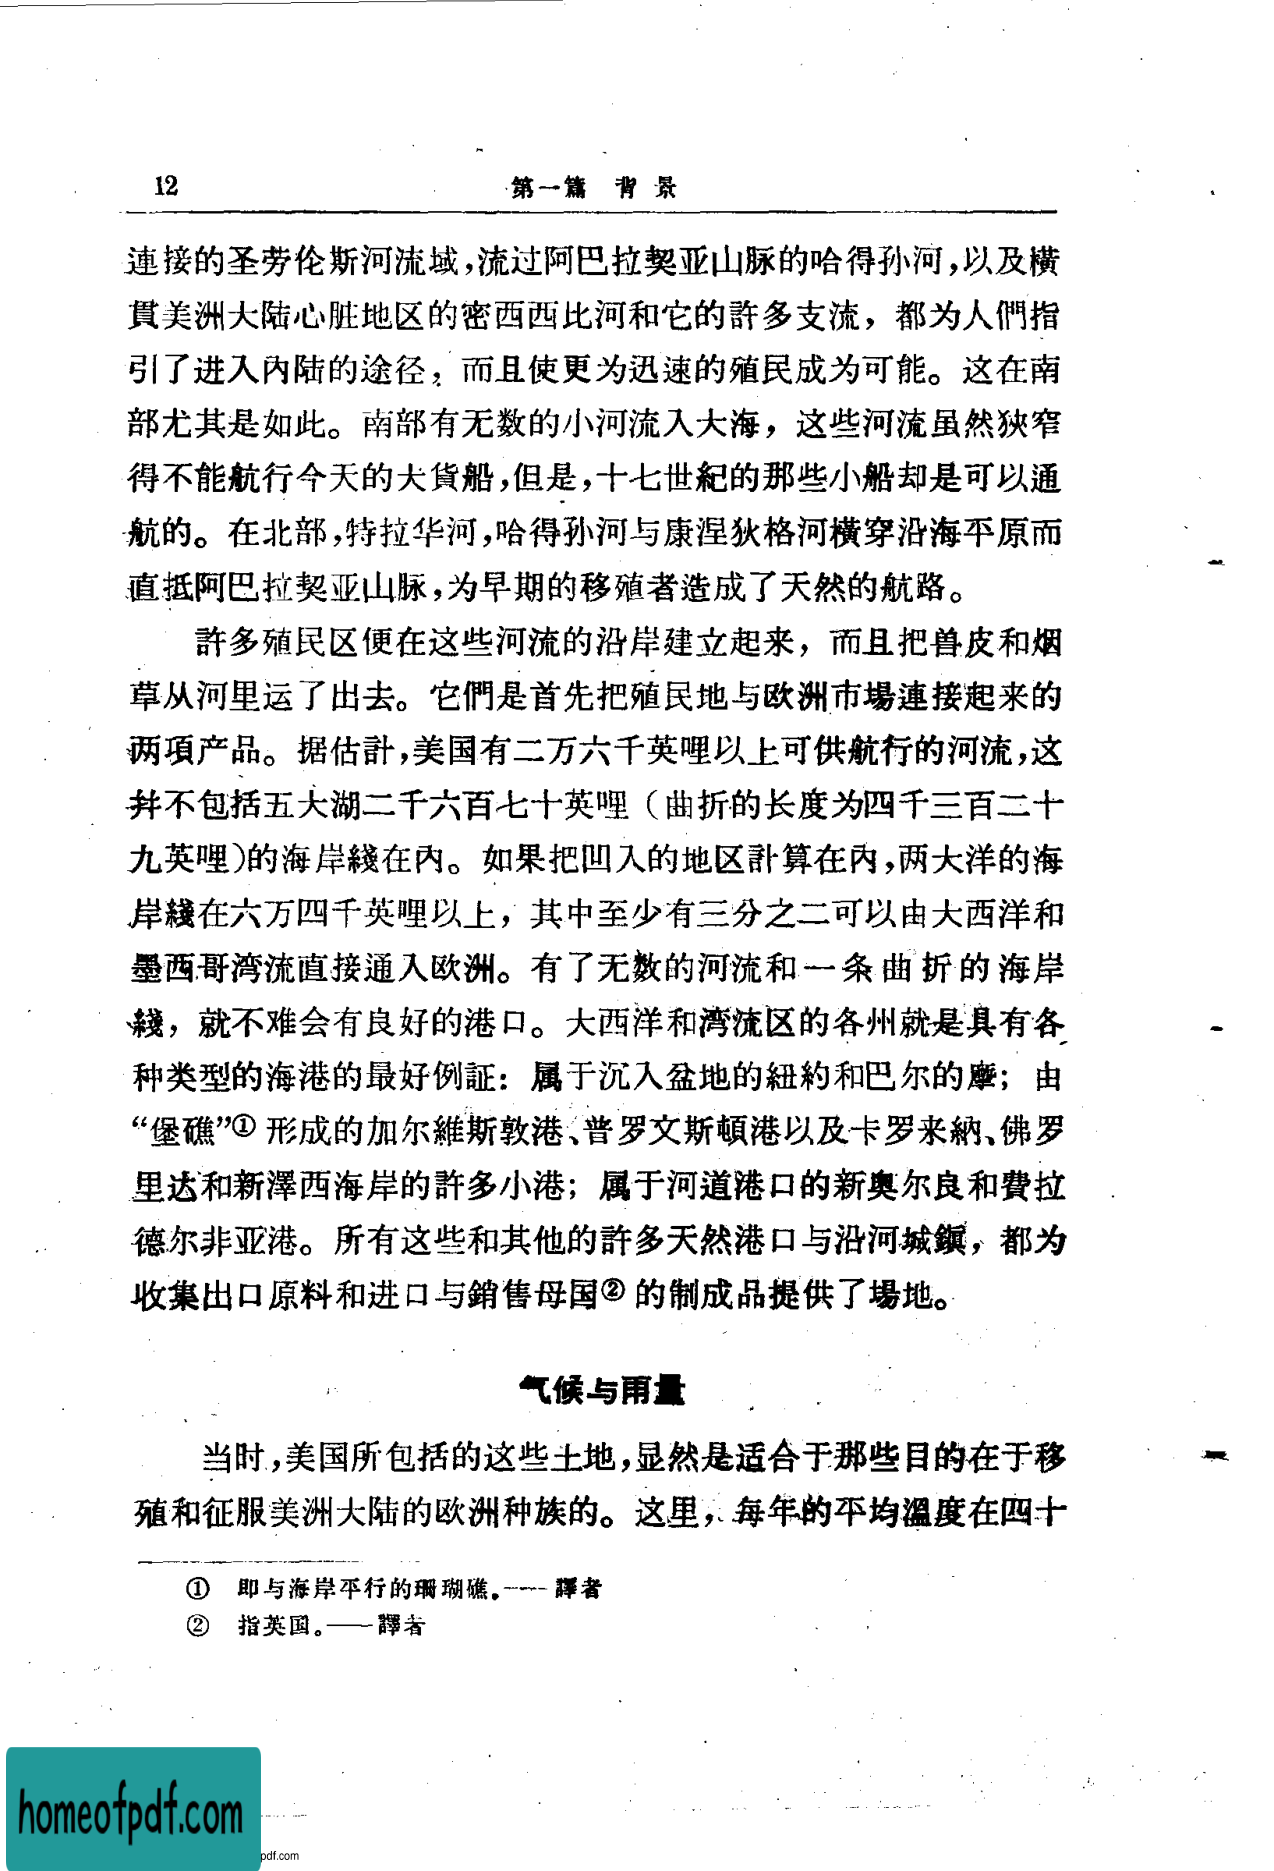 12
第一篇 背景
連接的圣劳伦斯河流域,流过阿巴拉契亚山脉的哈得孙河,以及横
貫美洲大陆心脏地区的密西西比河和它的許多支流，都为人們指
引了进入内陆的途径，而且使更为迅速的殖民成为可能。这在南
部尤其是如此。南部有无数的小河流入大海，这些河流虽然狹窄
得不能航行今天的大貨船,但是,十七世紀的那些小船却是可以通
航的。在北部,特拉华河,哈得孙河与康涅狄格河横穿沿海平原而
直抵阿巴拉契亚山脉,为早期的移殖者造成了天然的航路。
許多殖民区便在这些河流的沿岸建立起来，而且把兽皮和烟
草从河里运了出去。它們是首先把殖民地与欧洲市場連接起来的
两項产品。据估計,美国有二万六千英哩以上可供航行的河流,这
幷不包括五大湖二千六百七十英哩（曲折的长度为四千三百二十
九英哩)的海岸綫在内。如果把凹入的地区計算在内,两大洋的海
岸綫在六万四千英哩以上，其中至少有三分之二可以由大西洋和
墨西哥湾流直接通入欧洲。有了无数的河流和一条曲折的海岸
綫，就不难会有良好的港口。大西洋和湾流区的各州就是具有各
种类型的海港的最好例証：属于沉入盆地的紐約和巴尔的摩；由
“堡礁”① 形成的加尔維斯敦港、普罗文斯頓港以及卡罗来納、佛罗
里达和新澤西海岸的許多小港；属于河道港口的新奧尔良和費拉
德尔非亚港。所有这些和其他的許多天然港口与沿河城鎭，都为
收集出口原料和进口与銷售母国② 的制成品提供了場地。
气候与雨量
当时,美国所包括的这些土地,显然是适合于那些目的在于移
殖和征服美洲大陆的欧洲种族的。这里，每年的平均溫度在四十
① 即与海岸平行的珊瑚礁。——譯者
② 指英国。——譯者
homeofpdf.com
pdf.com